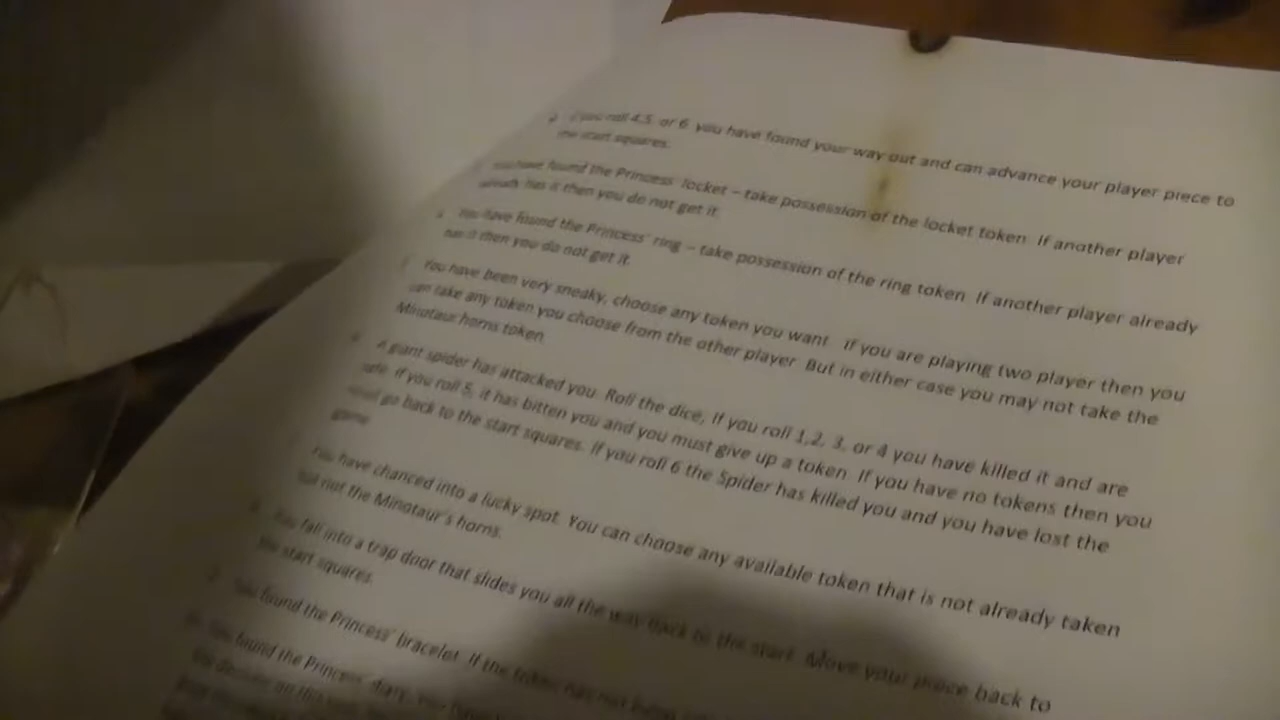 If you roll 4,5, or 6 you have found your way out and can advance your player piece to
the start squares.
You have found the Princess' locket – take possession of the locket token. If another player
already has it then you do not get it.
You have found the Princess' ring – take possession of the ring token. If another player already
has it then you do not get it.
You have been very sneaky, choose any token you want. If you are playing two player then you
can take any token you choose from the other player. But in either case you may not take the
Minotaur horns token.
A giant spider has attacked you. Roll the dice, If you roll 1,2, 3, or 4 you have killed it and are
safe. If you roll 5, it has bitten you and you must give up a token. If you have no tokens then you
must go back to the start squares. If you roll 6 the Spider has killed you and you have lost the
game.
You have chanced into a lucky spot. You can choose any available token that is not already taken
but not the Minotaur's horns.
You fall into a trap door that slides you all the way back to the start. Move your piece back to
the start squares.
You found the Princess' bracelet. If the token has not been
You found the Princess' diary. You have